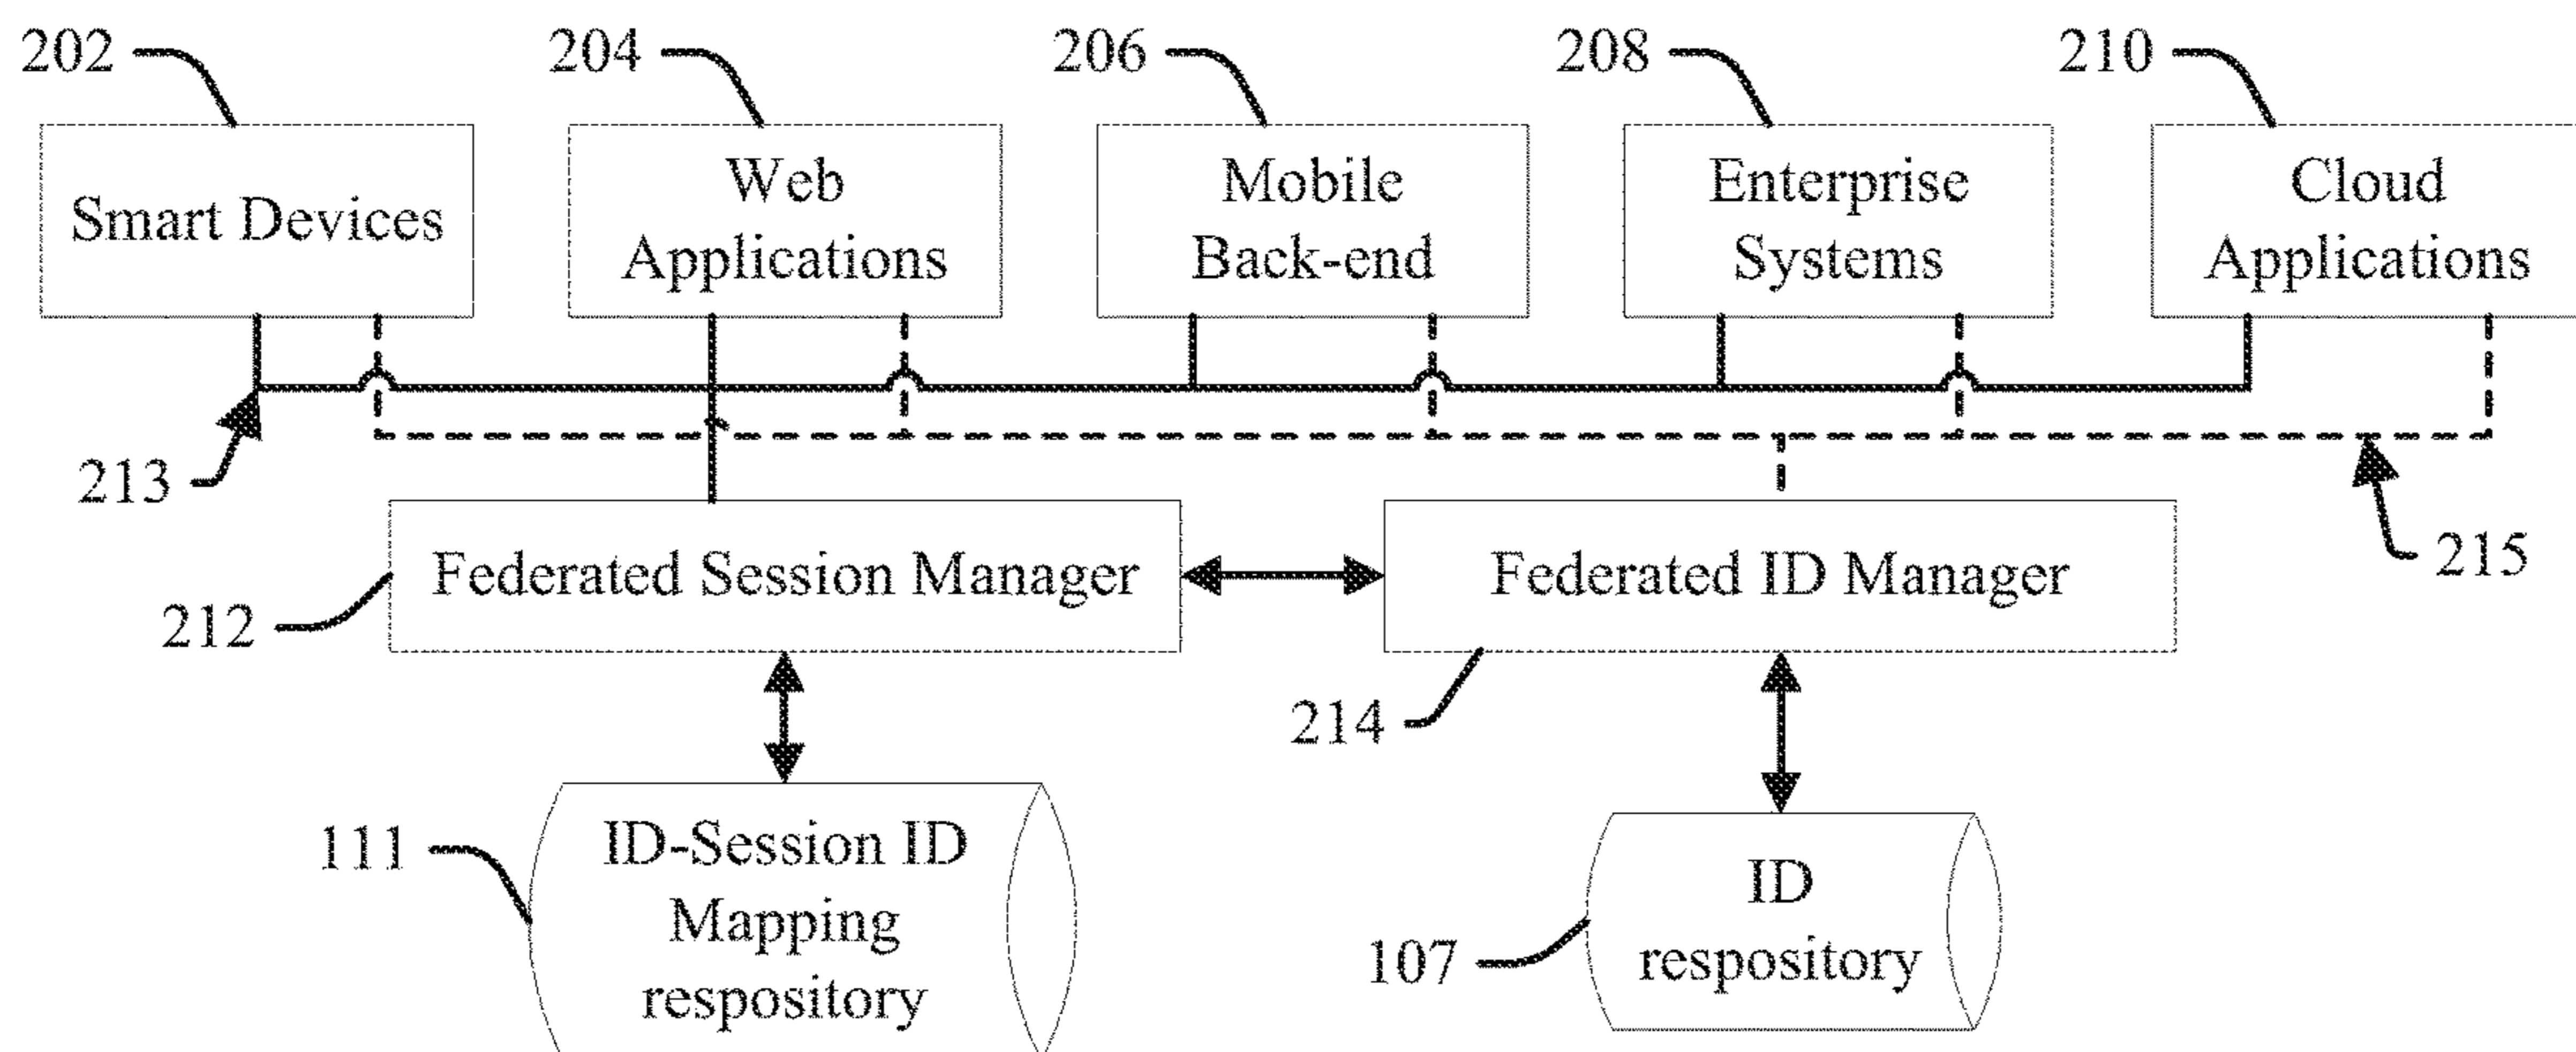 202
204
206
208
210
Smart Devices
Web
Applications
Mobile
Back-end
Enterprise
Systems
Cloud
Applications
213
215
Federated Session Manager
Federated ID Manager
212
214
111
ID-Session ID
Mapping
respository
107
ID
respository